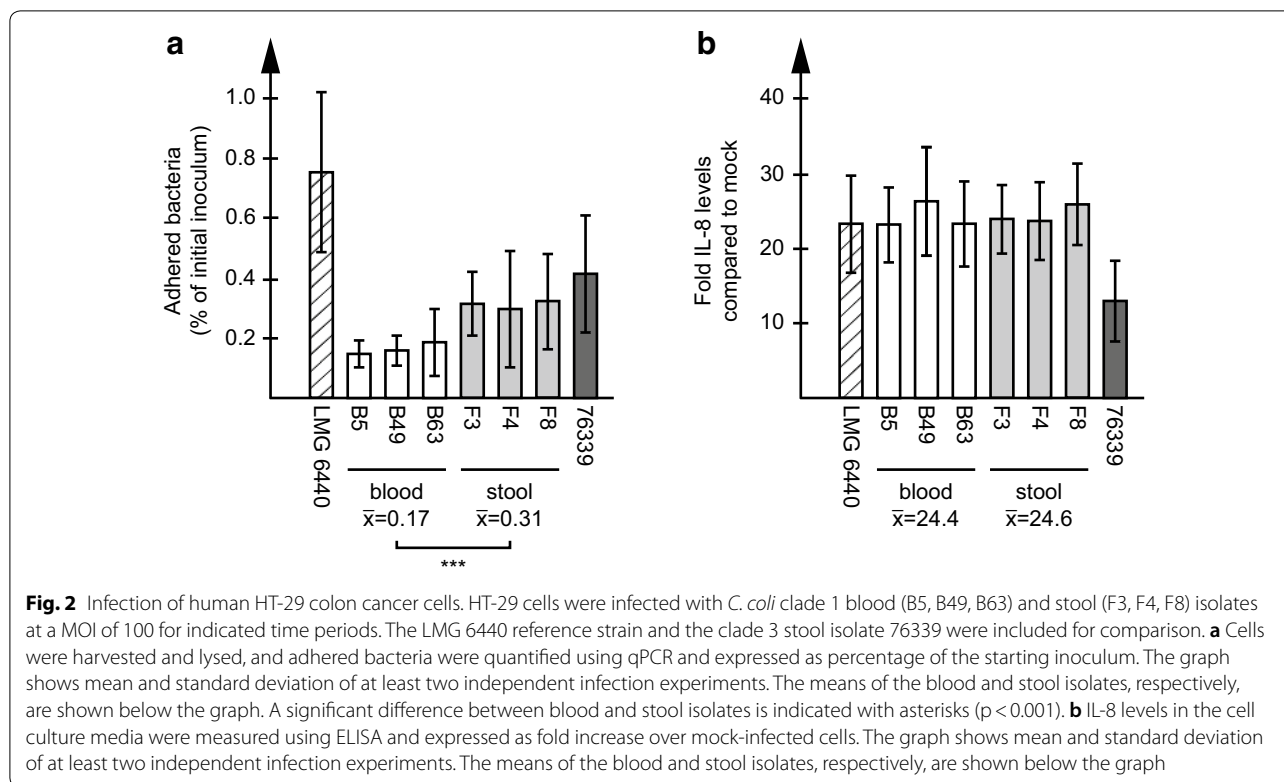 a
b
Adhered bacteria
(% of initial inoculum)
1.0
0.8
0.6
0.4
0.2
LMG 6440
B5
B49
B63
F3
F4
F8
76339
blood
x̅=0.17
stool
x̅=0.31
***
Fold IL-8 levels
compared to mock
40
30
20
10
LMG 6440
B5
B49
B63
F3
F4
F8
76339
blood
x̅=24.4
stool
x̅=24.6
Fig. 2 Infection of human HT-29 colon cancer cells. HT-29 cells were infected with C. coli clade 1 blood (B5, B49, B63) and stool (F3, F4, F8) isolates
at a MOI of 100 for indicated time periods. The LMG 6440 reference strain and the clade 3 stool isolate 76339 were included for comparison. a Cells
were harvested and lysed, and adhered bacteria were quantified using qPCR and expressed as percentage of the starting inoculum. The graph
shows mean and standard deviation of at least two independent infection experiments. The means of the blood and stool isolates, respectively,
are shown below the graph. A significant difference between blood and stool isolates is indicated with asterisks (p < 0.001). b IL-8 levels in the cell
culture media were measured using ELISA and expressed as fold increase over mock-infected cells. The graph shows mean and standard deviation
of at least two independent infection experiments. The means of the blood and stool isolates, respectively, are shown below the graph